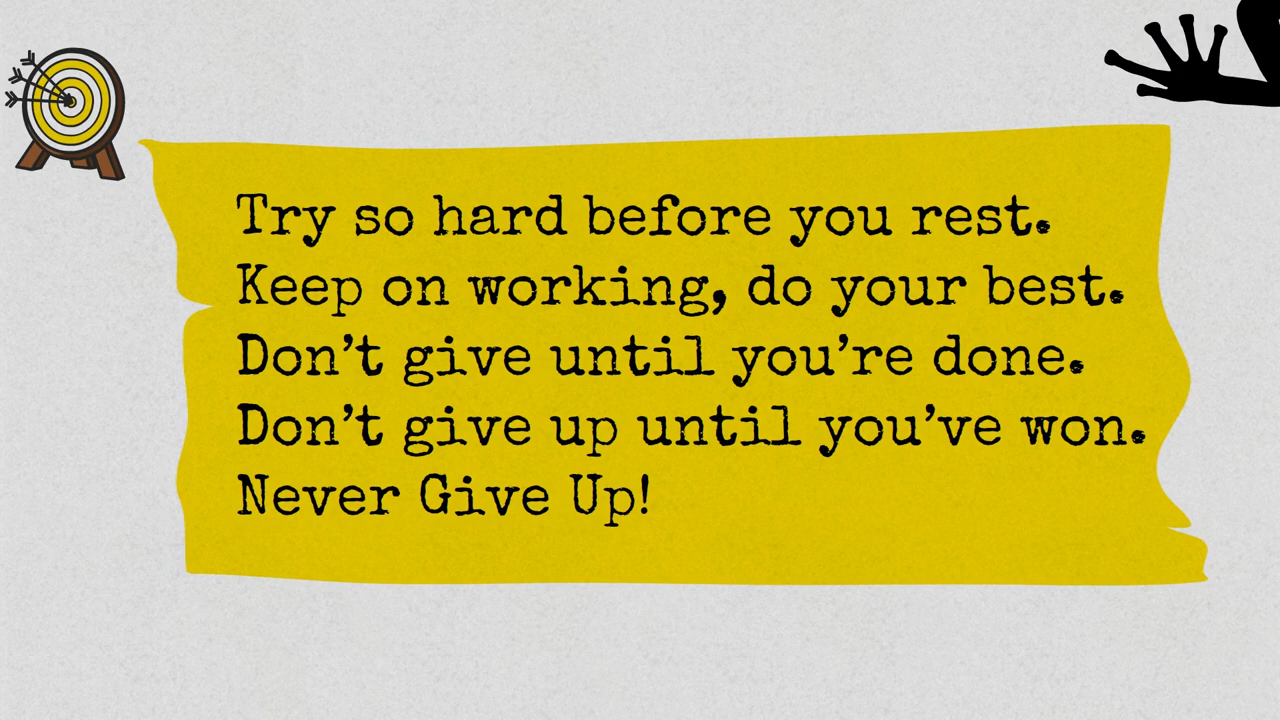 Try so hard before you rest.
Keep on working, do your best.
Don’t give until you’re done.
Don’t give up until you’ve won.
Never Give Up!